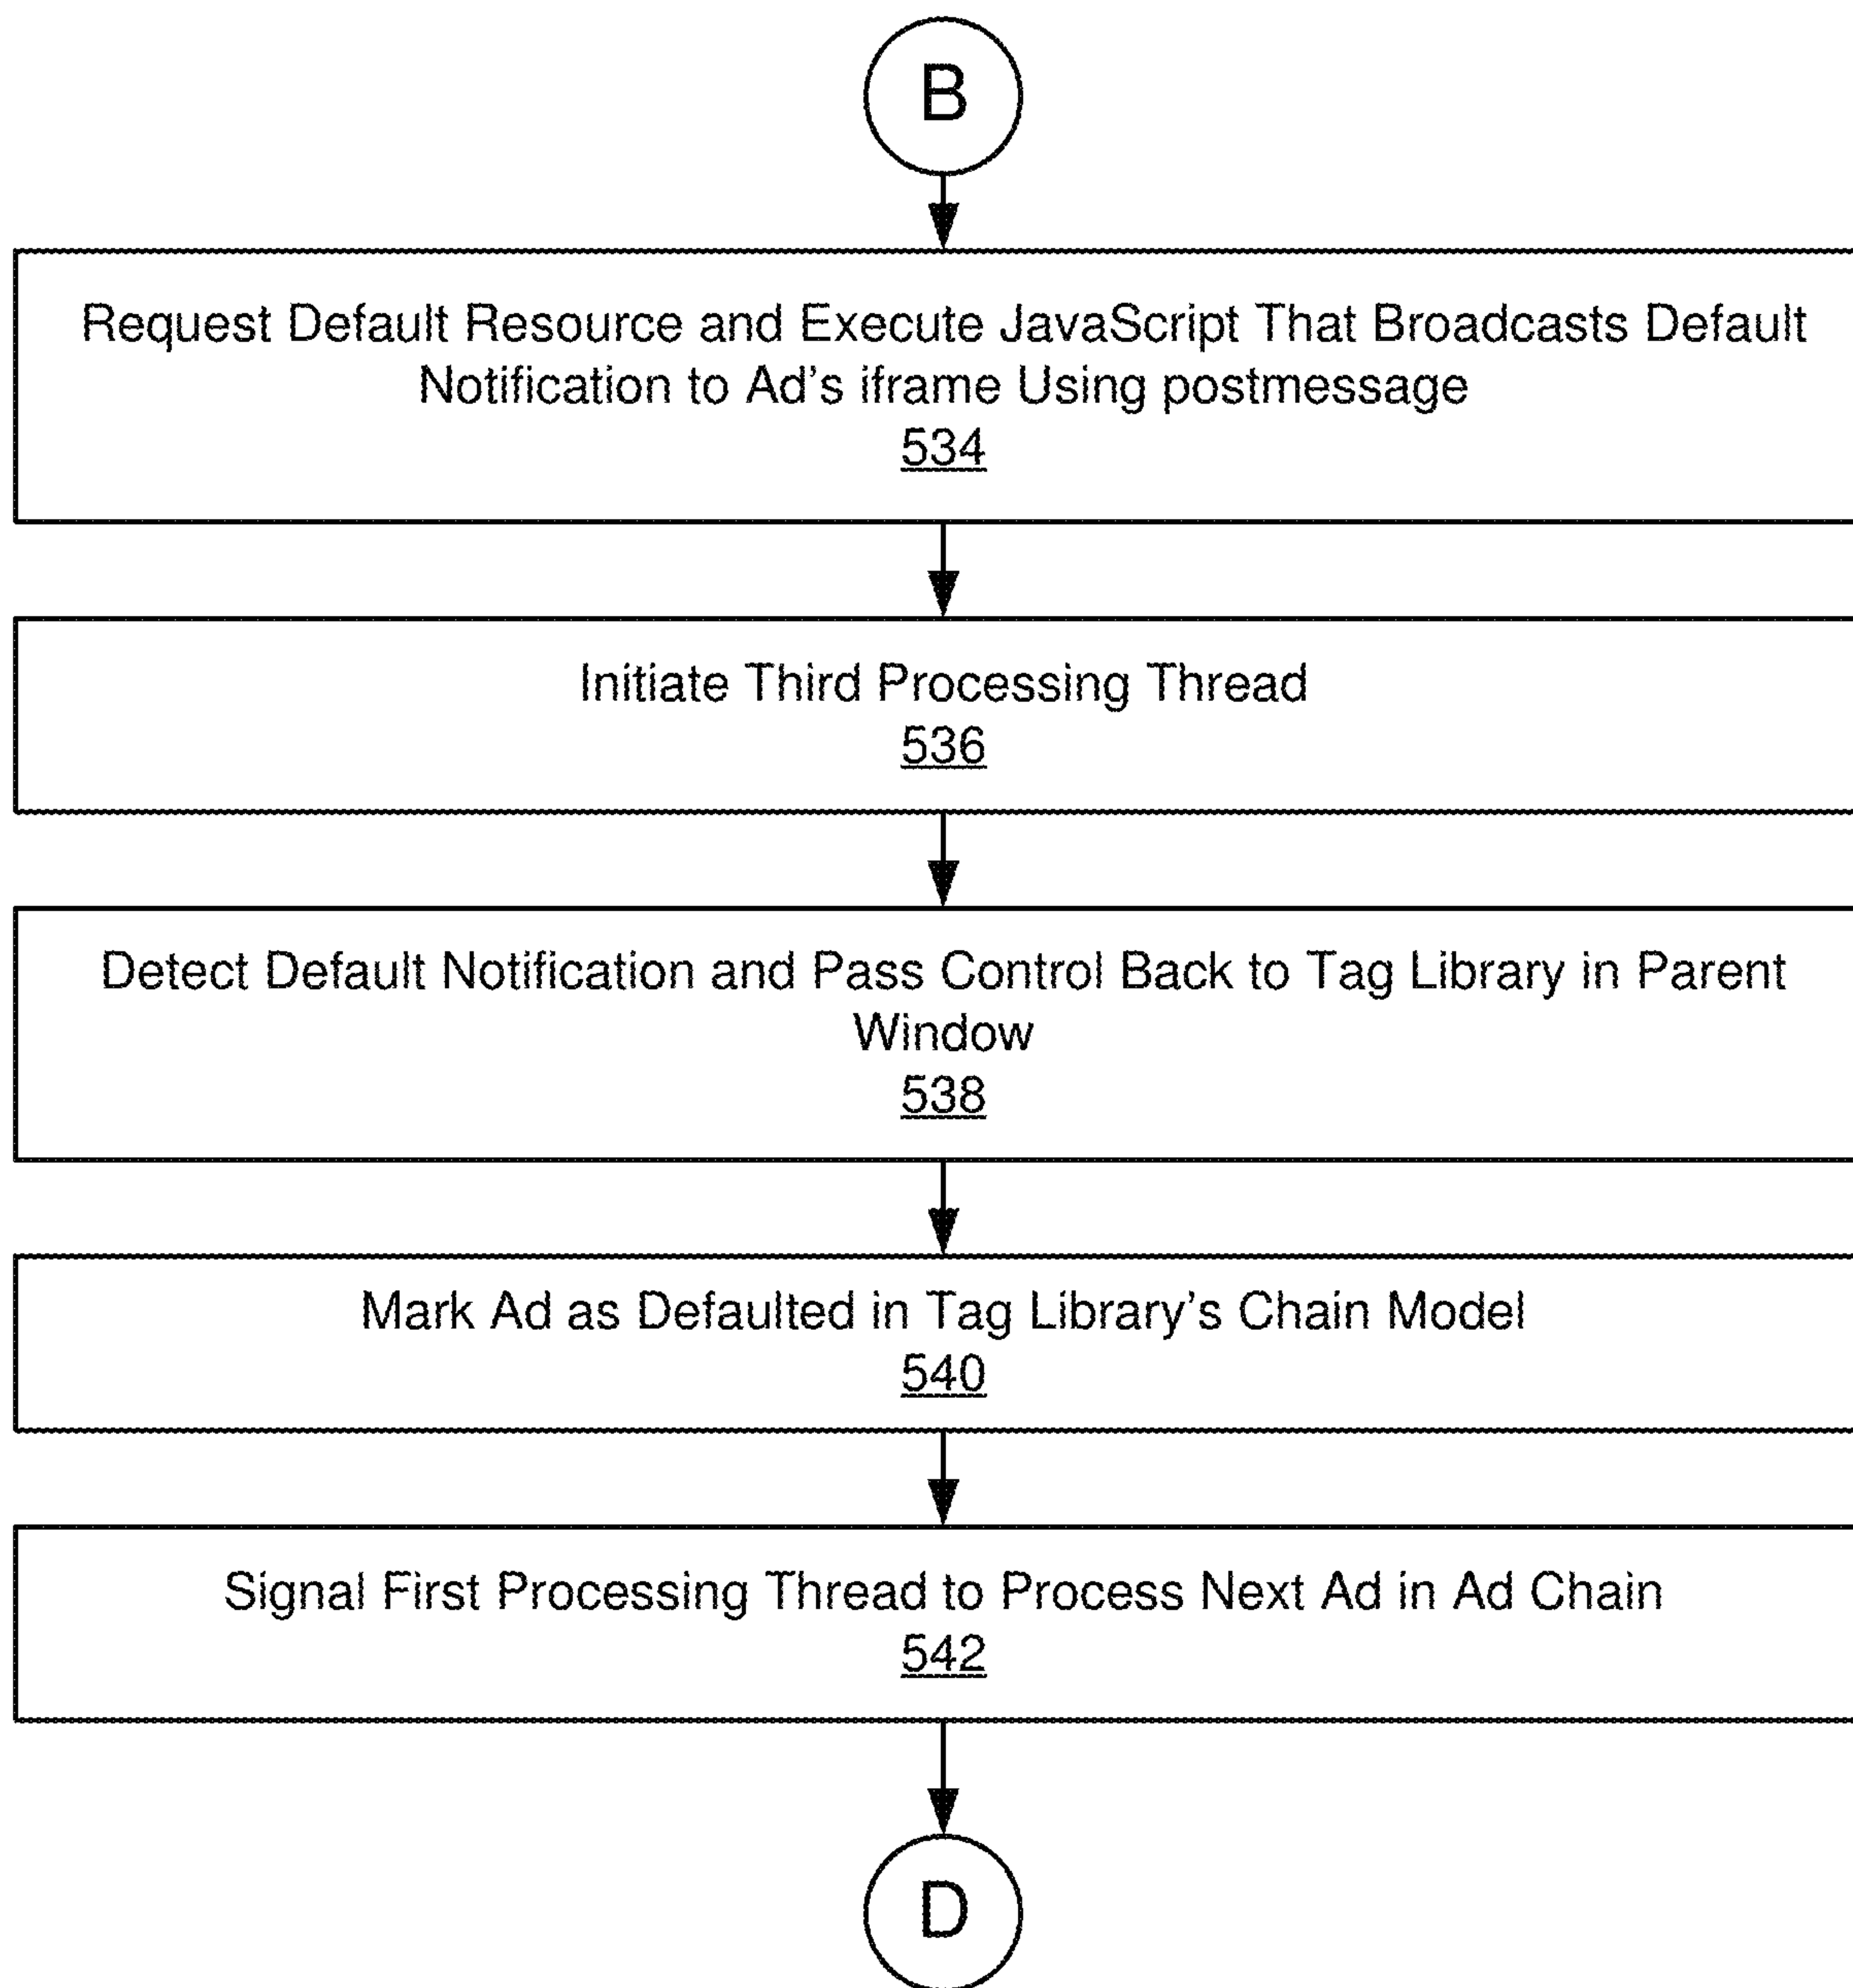 B
Request Default Resource and Execute JavaScript That Broadcasts Default
Notification to Ad's iframe Using postmessage
534
Initiate Third Processing Thread
536
Detect Default Notification and Pass Control Back to Tag Library in Parent
Window
538
Mark Ad as Defaulted in Tag Library's Chain Model
540
Signal First Processing Thread to Process Next Ad in Ad Chain
542
D